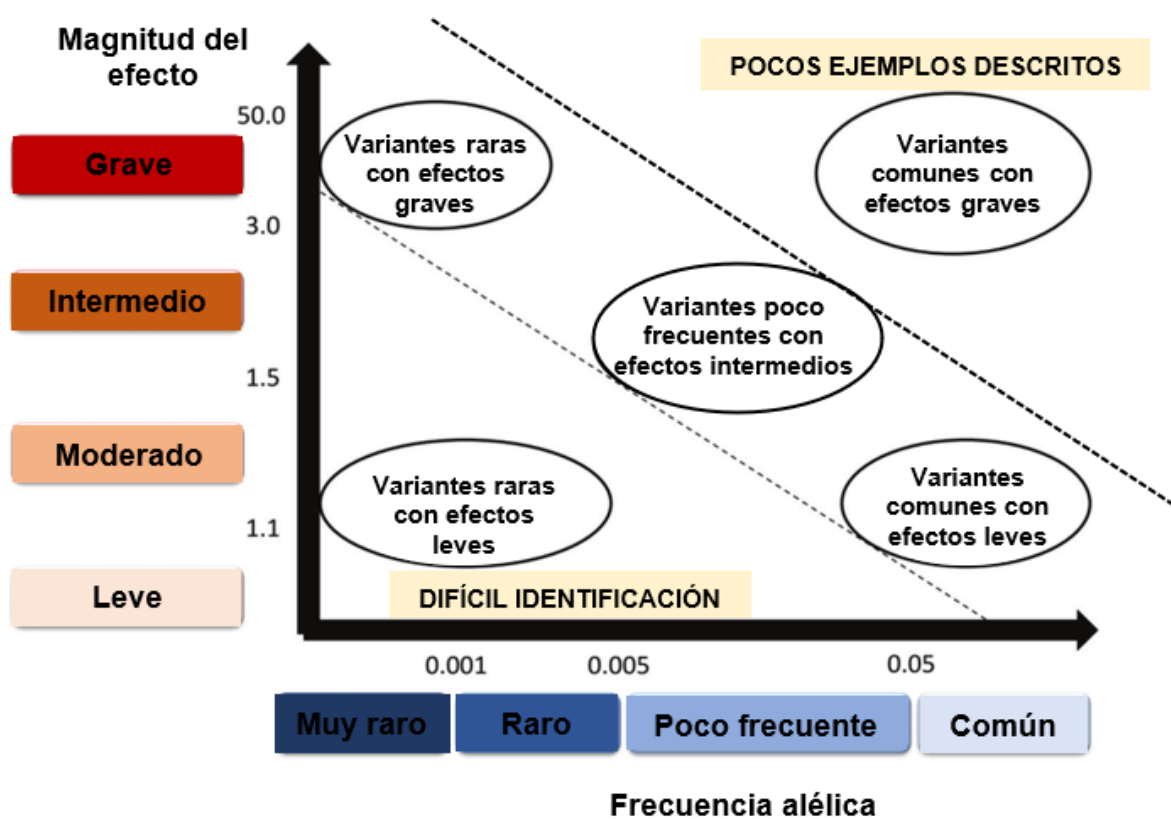 Magnitud del
efecto
50.0
Grave
3.0
Intermedio
1.5
Moderado
1.1
Leve
POCOS EJEMPLOS DESCRITOS
Variantes raras
con efectos
graves
Variantes
comunes con
efectos graves
Variantes poco
frecuentes con
efectos intermedios
Variantes raras
con efectos
leves
Variantes
comunes con
efectos leves
DIFÍCIL IDENTIFICACIÓN
0.001
0.005
0.05
Muy raro
Raro
Poco frecuente
Común
Frecuencia alélica